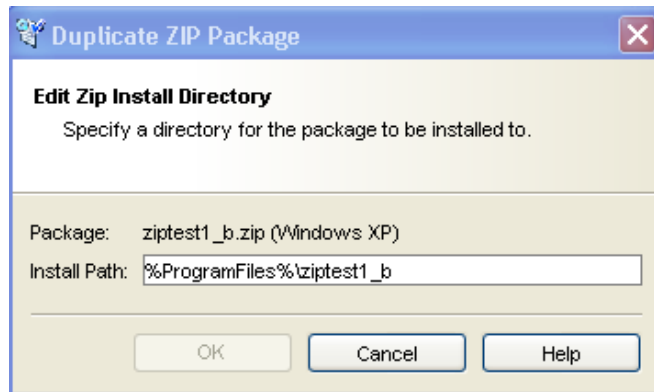 Duplicate ZIP Package
Edit Zip Install Directory
Specify a directory for the package to be installed to.
Package: ziptest1_b.zip (Windows XP)
Install Path: %ProgramFiles%\ziptest1_b
OK Cancel Help